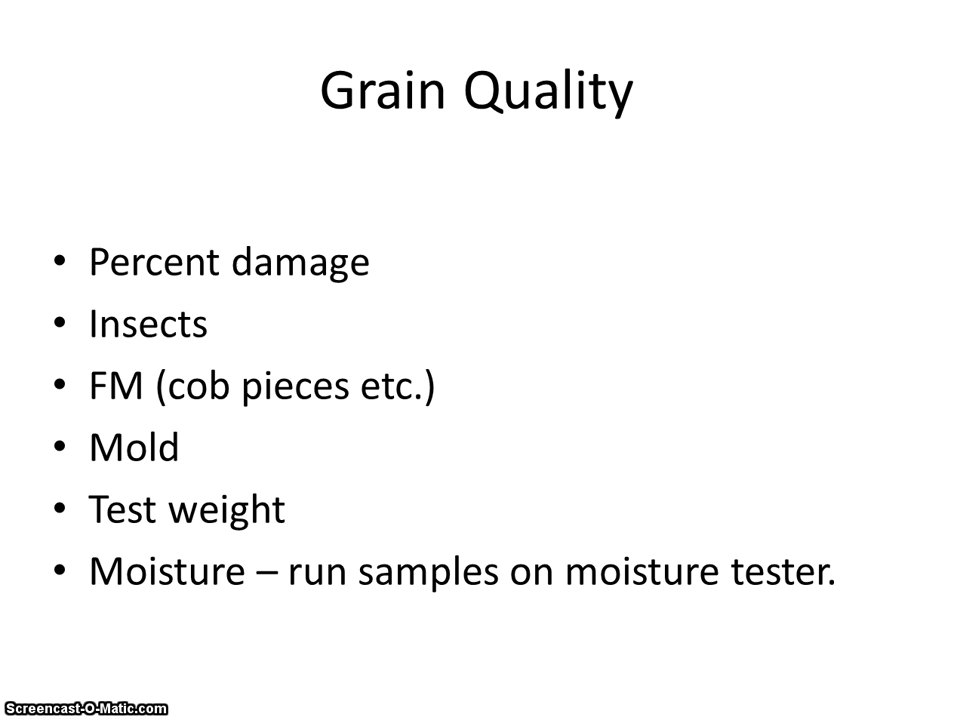 Grain Quality
• Percent damage
• Insects
• FM (cob pieces etc.)
• Mold
• Test weight
• Moisture – run samples on moisture tester.
Screencast-O-Matic.com